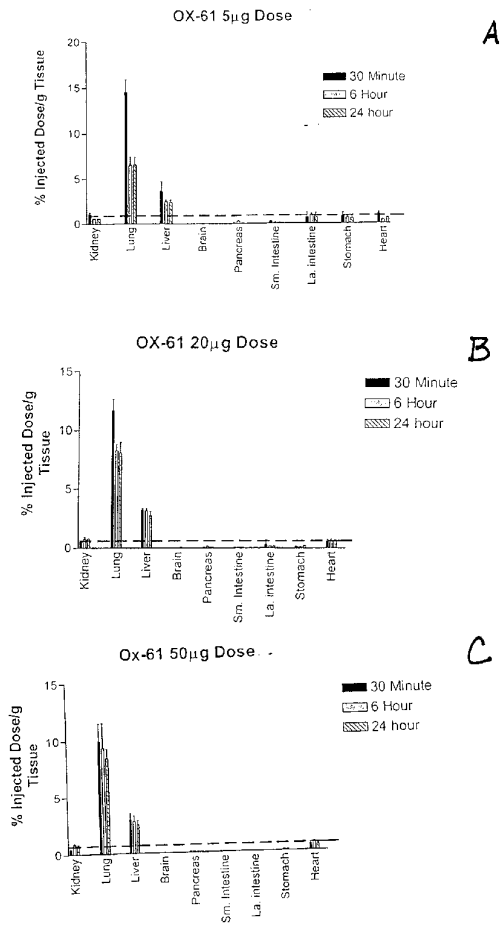 OX-61 5µg Dose
A
20
15
10
5
0
% Injected Dose/g Tissue
30 Minute
6 Hour
24 hour
Kidney
Lung
Liver
Brain
Pancreas
Sm. Intestine
La. intestine
Stomach
Heart
OX-61 20µg Dose
B
15
10
5
0
% Injected Dose/g
Tissue
30 Minute
6 Hour
24 hour
Kidney
Lung
Liver
Brain
Pancreas
Sm. Intestine
La. intestine
Stomach
Heart
Ox-61 50µg Dose
C
15
10
5
0
% Injected Dose/g
Tissue
30 Minute
6 Hour
24 hour
Kidney
Lung
Liver
Brain
Pancreas
Sm. Intestine
La. intestine
Stomach
Heart